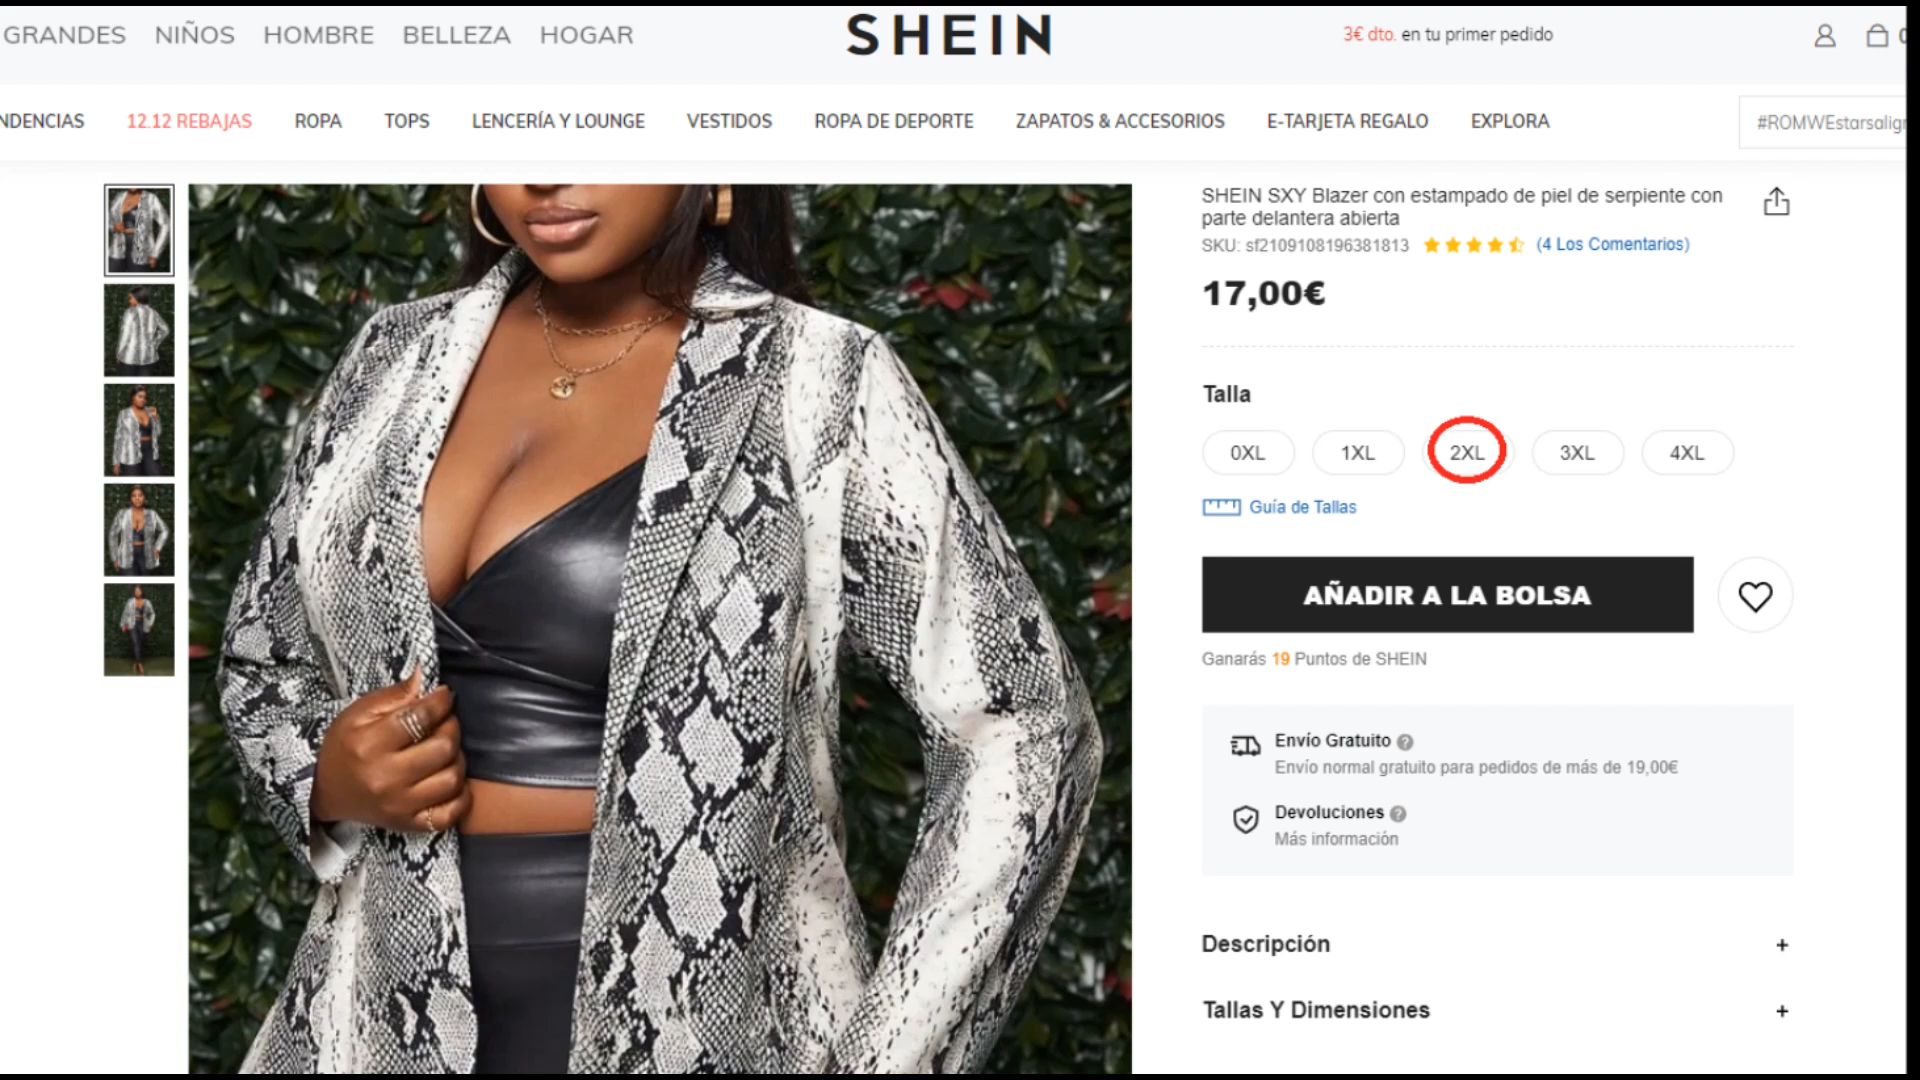 GRANDES NIÑOS HOMBRE BELLEZA HOGAR
SHEIN
3€ dto. en tu primer pedido
12.12 REBAJAS ROPA TOPS LENCERÍA Y LOUNGE VESTIDOS ROPA DE DEPORTE ZAPATOS & ACCESORIOS E-TARJETA REGALO EXPLORA
SHEIN SXY Blazer con estampado de piel de serpiente con
parte delantera abierta
SKU: sf2109108196381813 (4 Los Comentarios)
17,00€
Talla
0XL 1XL 2XL 3XL 4XL
Guía de Tallas
AÑADIR A LA BOLSA
Ganarás 19 Puntos de SHEIN
Envío Gratuito ?
Envío normal gratuito para pedidos de más de 19,00€
Devoluciones ?
Más información
Descripción +
Tallas Y Dimensiones +